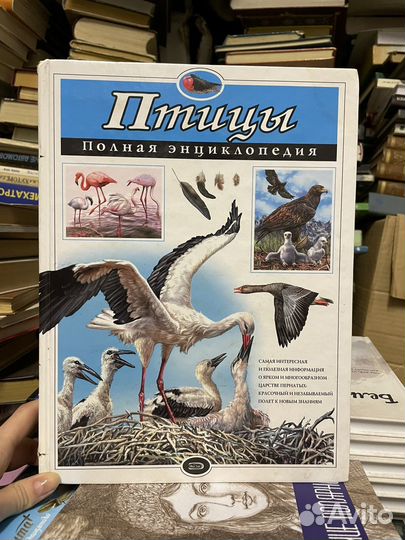 Птицы
ПОЛНАЯ ЭНЦИКЛОПЕДИЯ
САМАЯ ИНТЕРЕСНАЯ
И ПОЛЕЗНАЯ ИНФОРМАЦИЯ
О ЯРКОМ И МНОГООБРАЗНОМ
ЦАРСТВЕ ПЕРНАТЫХ:
КРАСОЧНЫЙ И НЕЗАБЫВАЕМЫЙ
ПОЛЕТ К НОВЫМ ЗНАНИЯМ
Avito